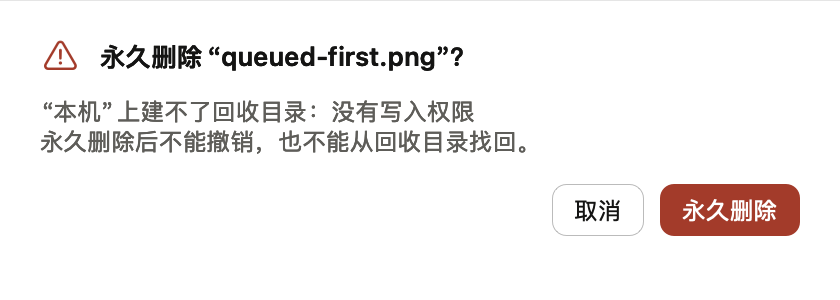 永久删除 “queued-first.png”?
“本机” 上建不了回收目录：没有写入权限
永久删除后不能撤销，也不能从回收目录找回。
取消
永久删除